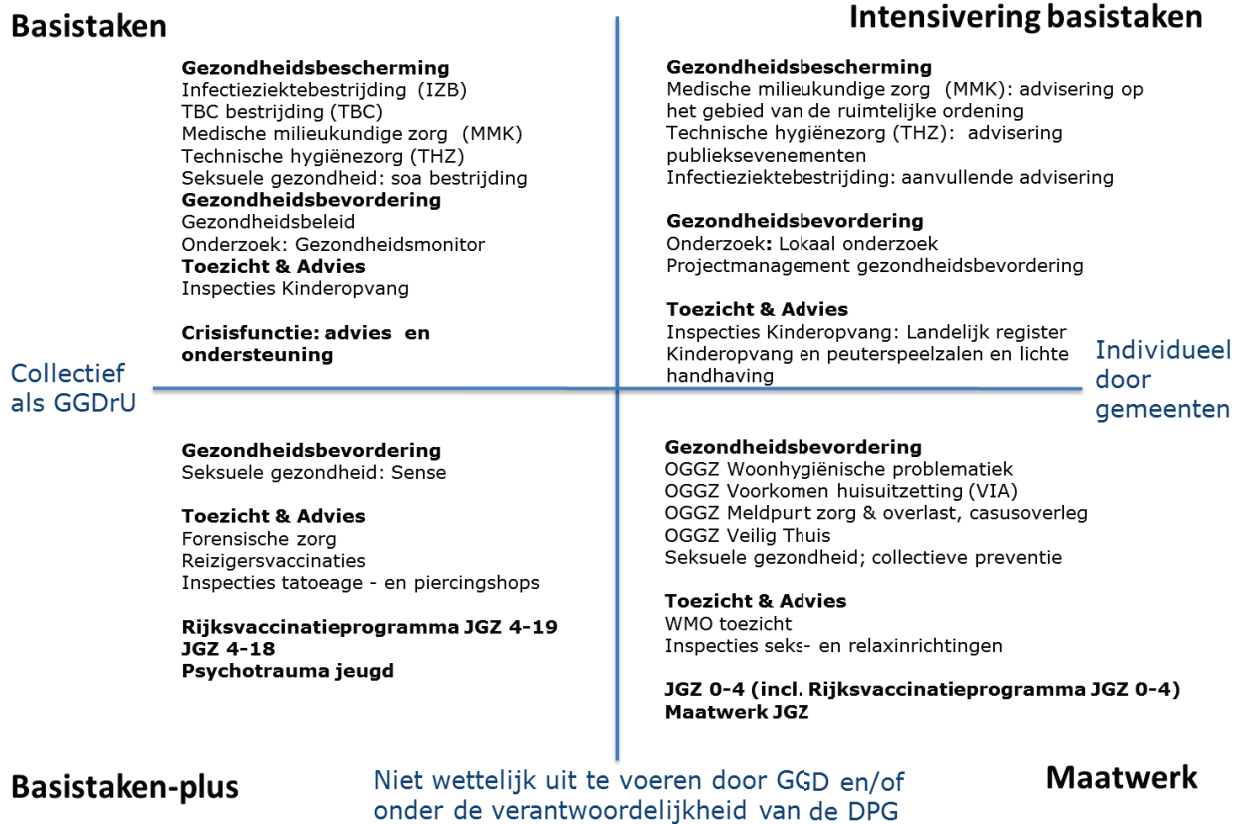 Basistaken
Gezondheidsbescherming
Infectieziektebestrijding (IZB)
TBC bestrijding (TBC)
Medische milieukundige zorg (MMK)
Technische hygiënezorg (THZ)
Seksuele gezondheid: soa bestrijding
Gezondheidsbevordering
Gezondheidsbeleid
Onderzoek: Gezondheidsmonitor
Toezicht & Advies
Inspecties Kinderopvang
Crisisfunctie: advies en
ondersteuning
Intensivering basistaken
Gezondheidsbescherming
Medische milieukundige zorg (MMK): advisering op
het gebied van de ruimtelijke ordening
Technische hygiënezorg (THZ): advisering
publieksevenementen
Infectieziektebestrijding: aanvullende advisering
Gezondheidsbevordering
Onderzoek: Lokaal onderzoek
Projectmanagement gezondheidsbevordering
Toezicht & Advies
Inspecties Kinderopvang: Landelijk register
Kinderopvang en peuterspeelzalen en lichte
handhaving
Collectief
als GGDrU
Individueel
door
gemeenten
Gezondheidsbevordering
Seksuele gezondheid: Sense
Toezicht & Advies
Forensische zorg
Reizigersvaccinaties
Inspecties tatoeage - en piercingshops
Rijksvaccinatieprogramma JGZ 4-19
JGZ 4-18
Psychotrauma jeugd
Basistaken-plus
Gezondheidsbevordering
OGGZ Woonhygiënische problematiek
OGGZ Voorkomen huisuitzetting (VIA)
OGGZ Meldpunt zorg & overlast, casusoverleg
OGGZ Veilig Thuis
Seksuele gezondheid; collectieve preventie
Toezicht & Advies
WMO toezicht
Inspecties seks- en relaxinrichtingen
JGZ 0-4 (incl. Rijksvaccinatieprogramma JGZ 0-4)
Maatwerk JGZ
Maatwerk
Niet wettelijk uit te voeren door GGD en/of
onder de verantwoordelijkheid van de DPG